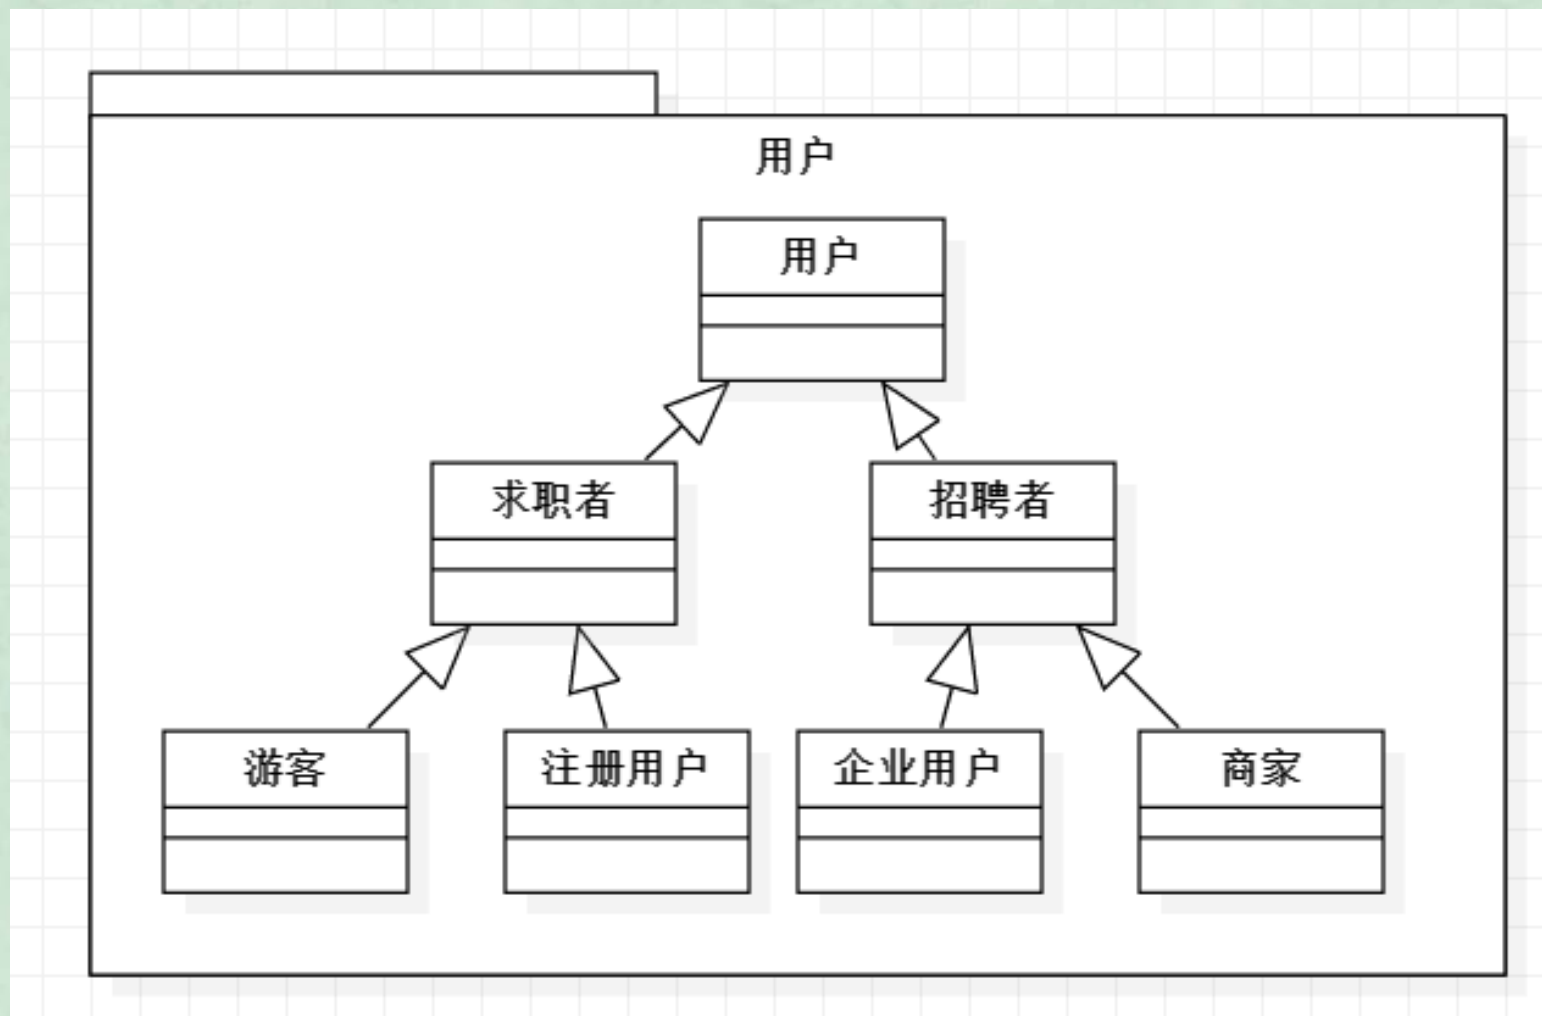 用户
用户
求职者
招聘者
游客
注册用户
企业用户
商家